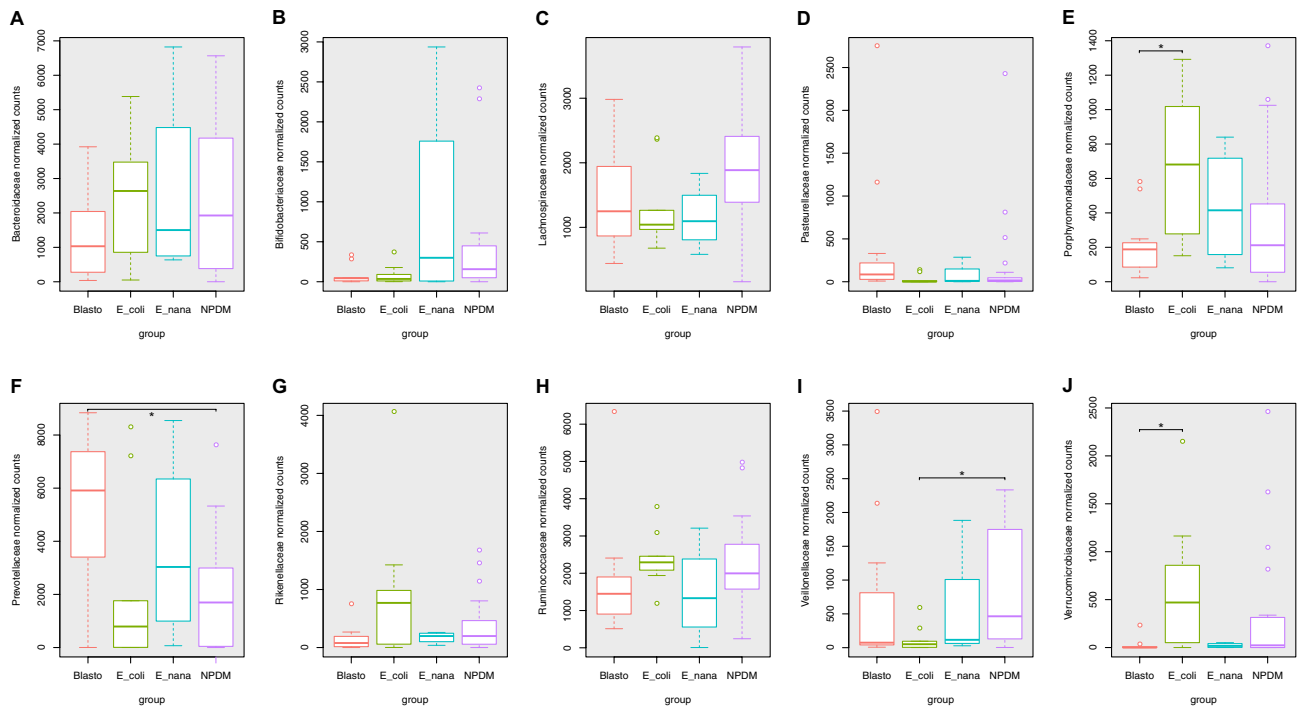 A
Bacteroidaceae normalized counts
7000
6000
5000
4000
3000
2000
1000
0
Blasto E_coli E_nana NPDM
group
B
Bifidobacteriaceae normalized counts
3000
2500
2000
1500
1000
500
0
Blasto E_coli E_nana NPDM
group
C
Lachnospiraceae normalized counts
3000
2000
1000
Blasto E_coli E_nana NPDM
group
D
Pasteurellaceae normalized counts
2500
2000
1500
1000
500
0
Blasto E_coli E_nana NPDM
group
E
Porphyromonadaceae normalized counts
1400
1200
1000
800
600
400
200
0
*
Blasto E_coli E_nana NPDM
group
F
Prevotellaceae normalized counts
8000
6000
4000
2000
0
*
Blasto E_coli E_nana NPDM
group
G
Rikenellaceae normalized counts
4000
3000
2000
1000
0
Blasto E_coli E_nana NPDM
group
H
Ruminococcaceae normalized counts
6000
5000
4000
3000
2000
1000
0
Blasto E_coli E_nana NPDM
group
I
Veillonellaceae normalized counts
3500
3000
2500
2000
1500
1000
500
0
*
Blasto E_coli E_nana NPDM
group
J
Verrucomicrobiaceae normalized counts
2500
2000
1500
1000
500
0
*
Blasto E_coli E_nana NPDM
group